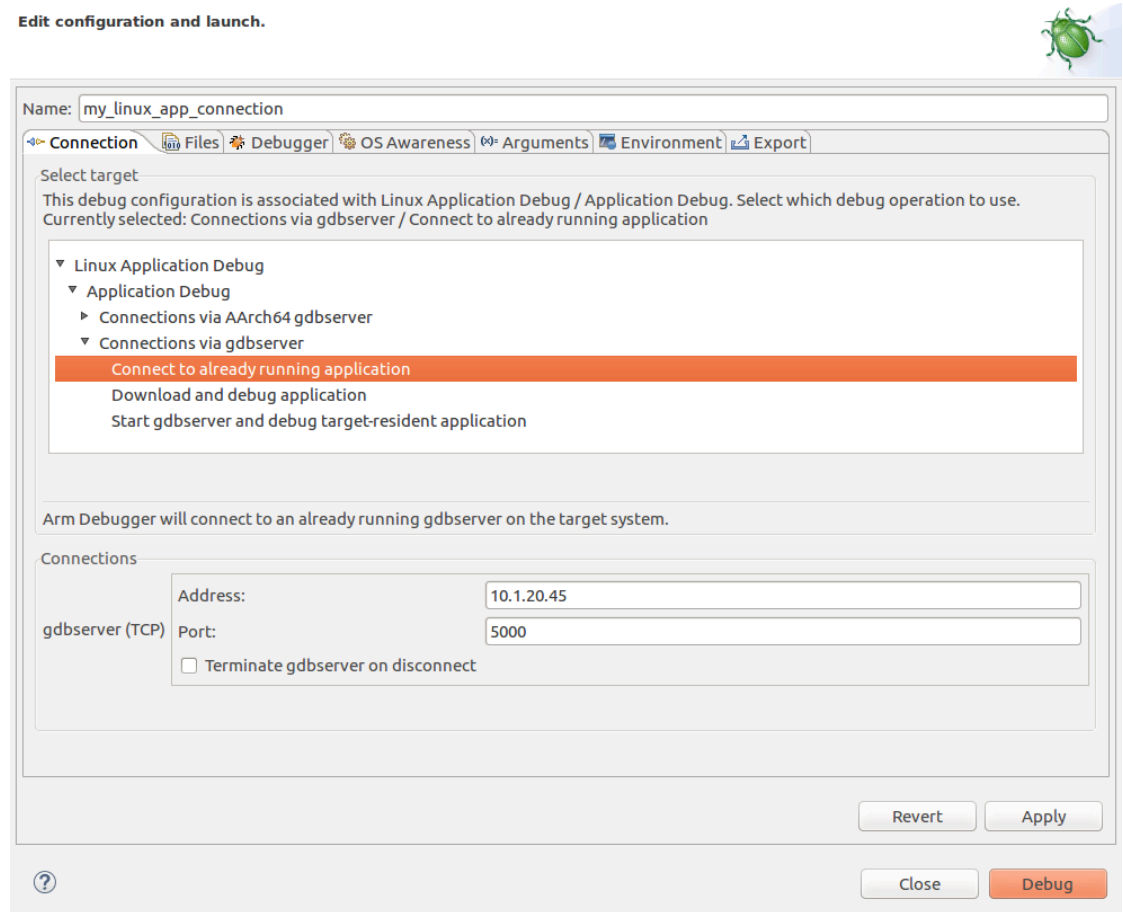 Edit configuration and launch.
Name: my_linux_app_connection
Connection Files Debugger OS Awareness (x)= Arguments Environment Export
Select target
This debug configuration is associated with Linux Application Debug / Application Debug. Select which debug operation to use.
Currently selected: Connections via gdbserver / Connect to already running application
Linux Application Debug
Application Debug
Connections via AArch64 gdbserver
Connections via gdbserver
Connect to already running application
Download and debug application
Start gdbserver and debug target-resident application
Arm Debugger will connect to an already running gdbserver on the target system.
Connections
Address: 10.1.20.45
gdbserver (TCP) Port: 5000
Terminate gdbserver on disconnect
Revert Apply
? Close Debug